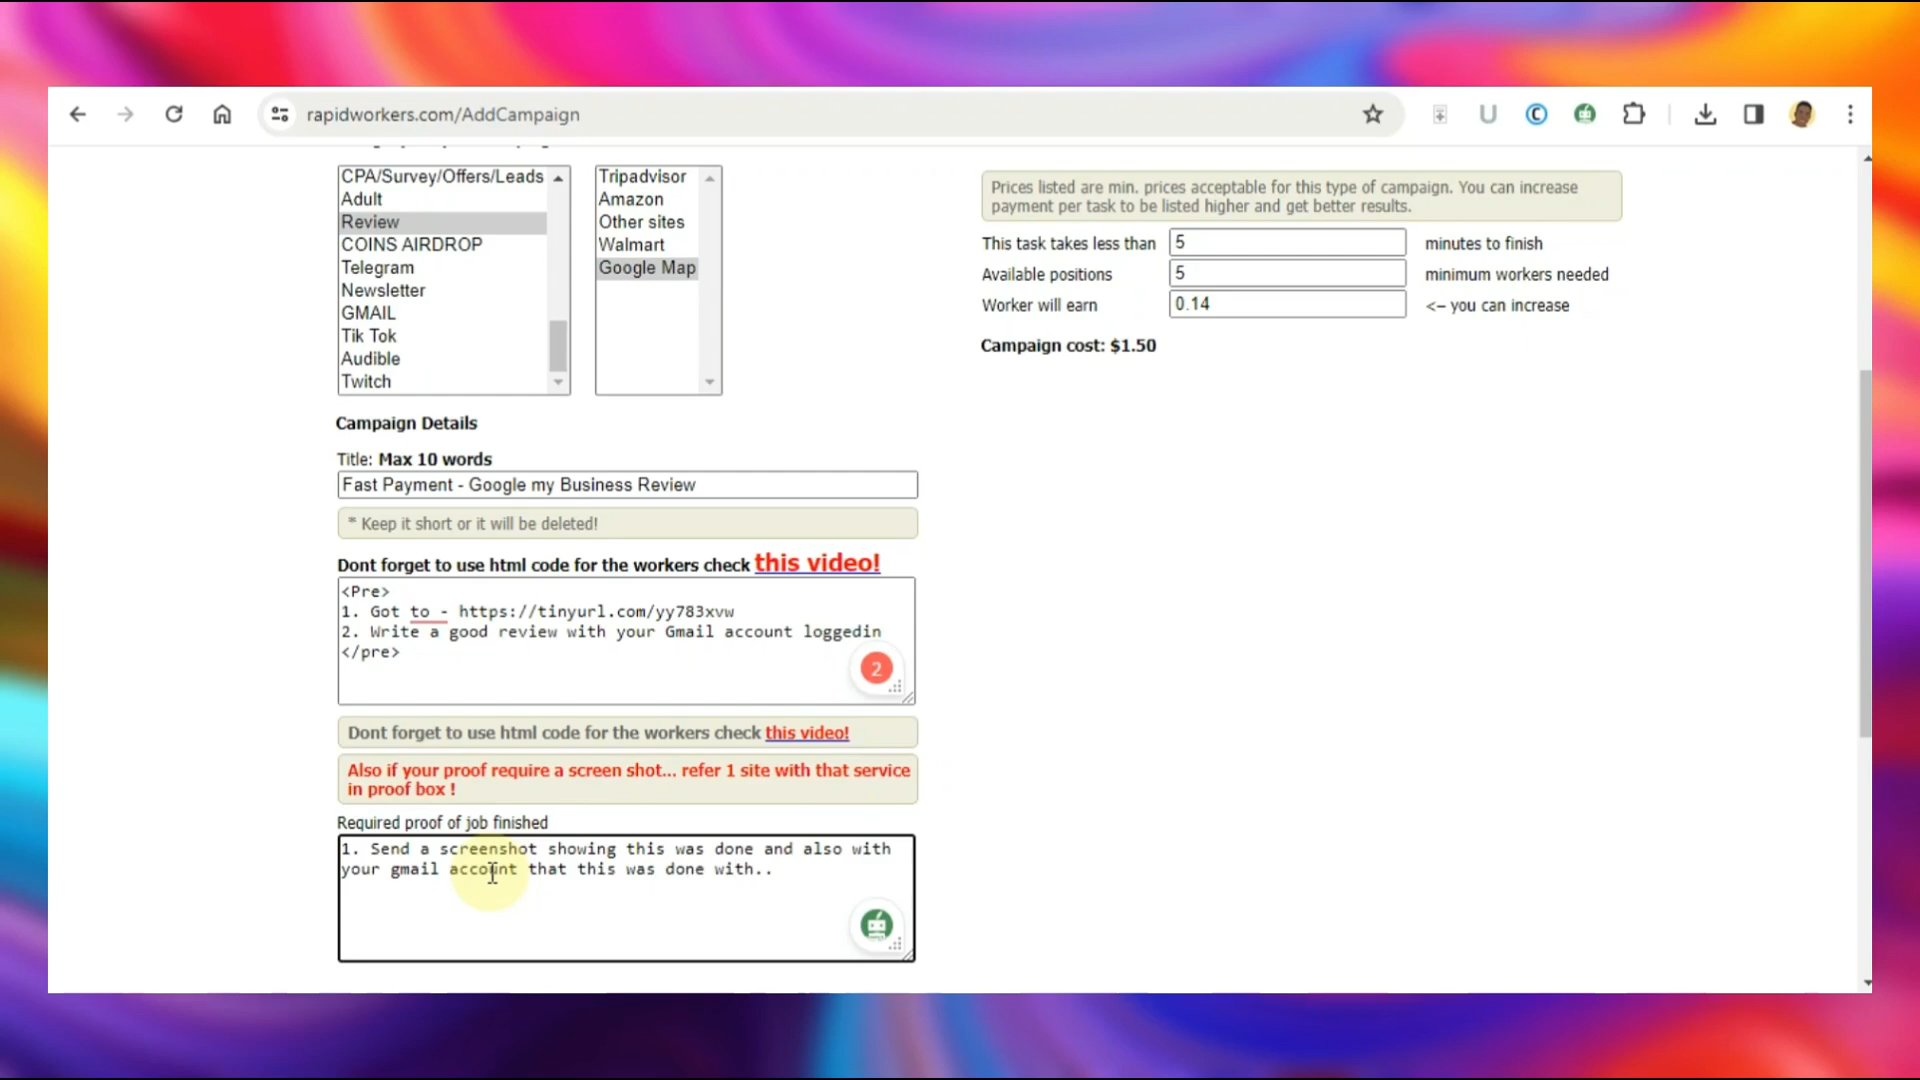 rapidworkers.com/AddCampaign
U
C
CPA/Survey/Offers/Leads
Adult
Review
COINS AIRDROP
Telegram
Newsletter
GMAIL
Tik Tok
Audible
Twitch
Tripadvisor
Amazon
Other sites
Walmart
Google Map
Prices listed are min. prices acceptable for this type of campaign. You can increase
payment per task to be listed higher and get better results.
This task takes less than 5 minutes to finish
Available positions 5 minimum workers needed
Worker will earn 0.14 <– you can increase
Campaign cost: $1.50
Campaign Details
Title: Max 10 words
Fast Payment - Google my Business Review
* Keep it short or it will be deleted!
Dont forget to use html code for the workers check this video!
<Pre>
1. Got to - https://tinyurl.com/yy783xvw
2. Write a good review with your Gmail account loggedin
</pre>
2
Dont forget to use html code for the workers check this video!
Also if your proof require a screen shot... refer 1 site with that service
in proof box !
Required proof of job finished
1. Send a screenshot showing this was done and also with
your gmail account that this was done with..